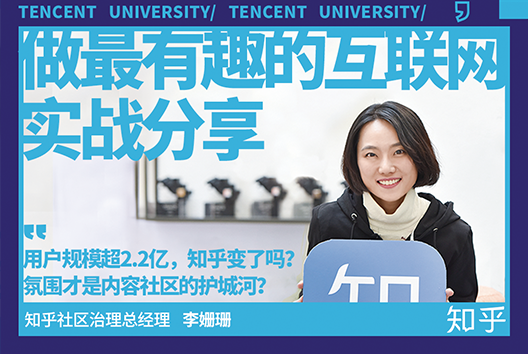 TENCENT UNIVERSITY/ TENCENT UNIVERSITY/
做最有趣的互联网
实战分享
用户规模超2.2亿，知乎变了吗？
氛围才是内容社区的护城河？
知
知乎社区治理总经理 李姗珊
知乎